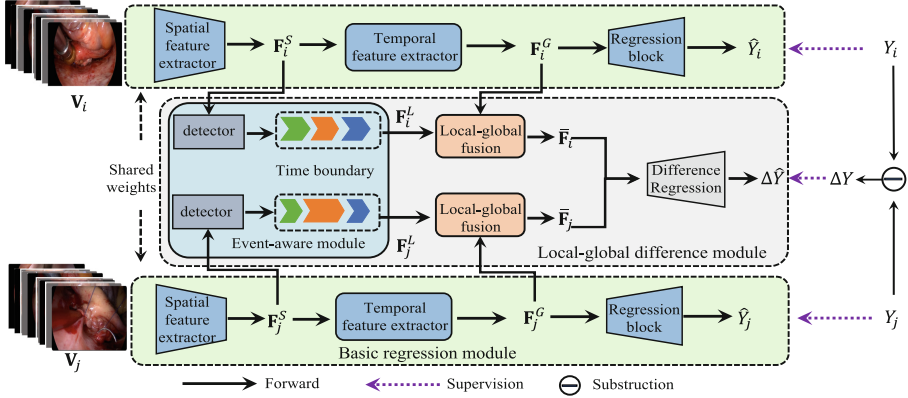 Spatial
feature
extractor
F_i^S
Temporal
feature extractor
F_i^G
Regression
block
Ŷ_i
Y_i
V_i
detector
F_i^L
Local-global
fusion
F̄_i
Time boundary
Shared
weights
Difference
Regression
ΔŶ
ΔY
detector
Local-global
fusion
F̄_j
Event-aware module
F_j^L
Local-global difference module
Spatial
feature
extractor
F_j^S
Temporal
feature extractor
F_j^G
Regression
block
Ŷ_j
Y_j
V_j
Basic regression module
Forward
Supervision
Substruction